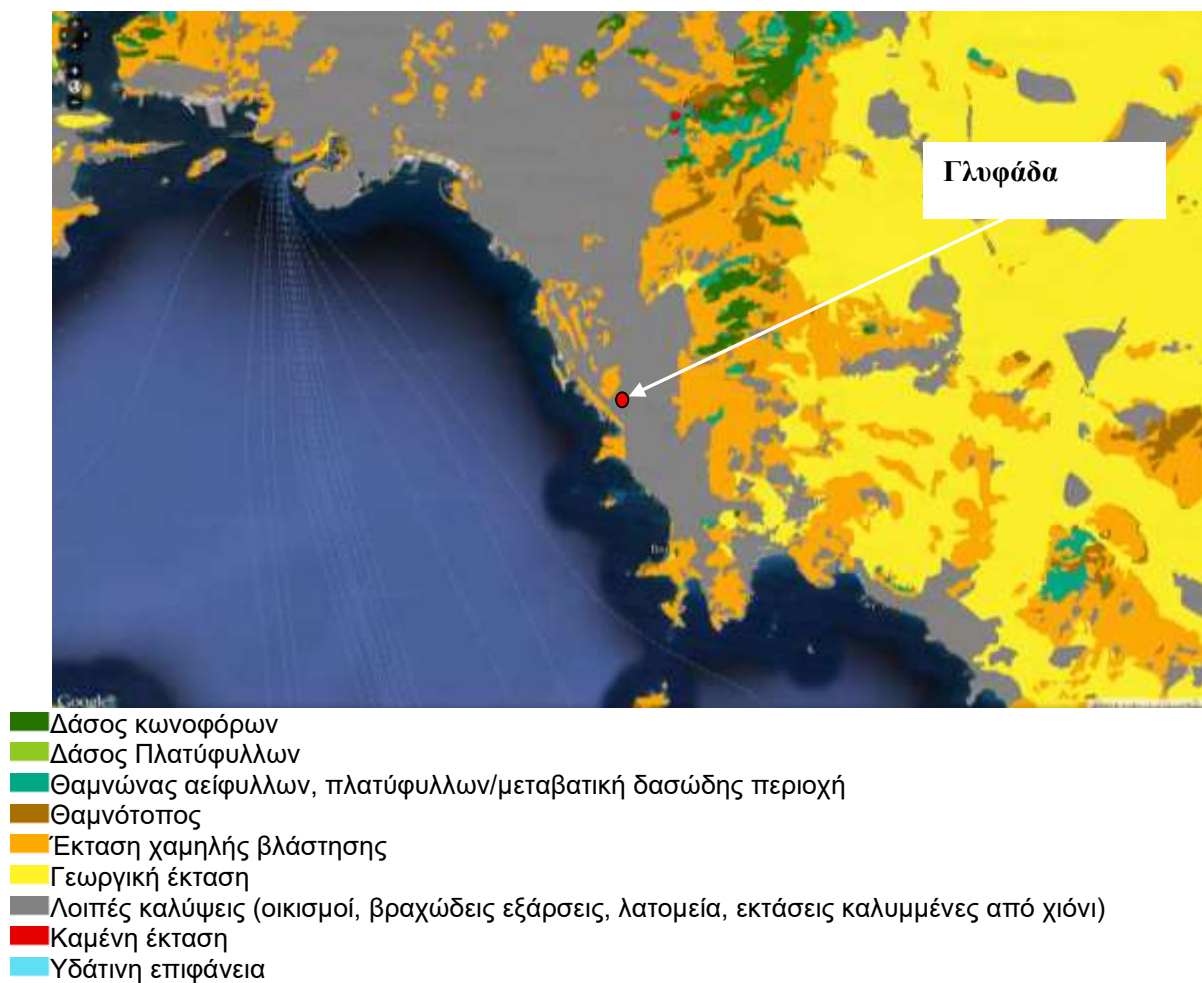 Γλυφάδα
Google
Δάσος κωνοφόρων
Δάσος Πλατύφυλλων
Θαμνώνας αείφυλλων, πλατύφυλλων/μεταβατική δασώδης περιοχή
Θαμνότοπος
Έκταση χαμηλής βλάστησης
Γεωργική έκταση
Λοιπές καλύψεις (οικισμοί, βραχώδεις εξάρσεις, λατομεία, εκτάσεις καλυμμένες από χιόνι)
Καμένη έκταση
Υδάτινη επιφάνεια